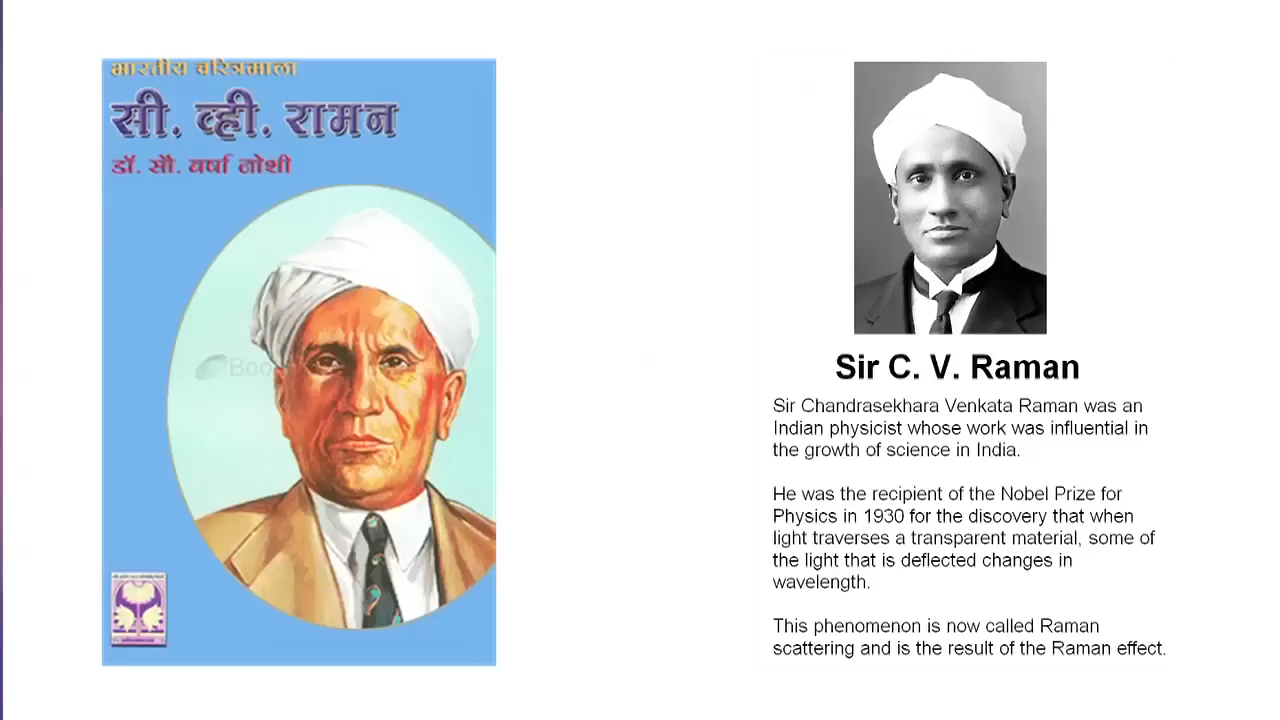 भारतीय चरित्रमाला
सी. व्ही. रामन
डॉ. सौ. वर्षा जोशी
Boo
Sir C. V. Raman
Sir Chandrasekhara Venkata Raman was an
Indian physicist whose work was influential in
the growth of science in India.
He was the recipient of the Nobel Prize for
Physics in 1930 for the discovery that when
light traverses a transparent material, some of
the light that is deflected changes in
wavelength.
This phenomenon is now called Raman
scattering and is the result of the Raman effect.